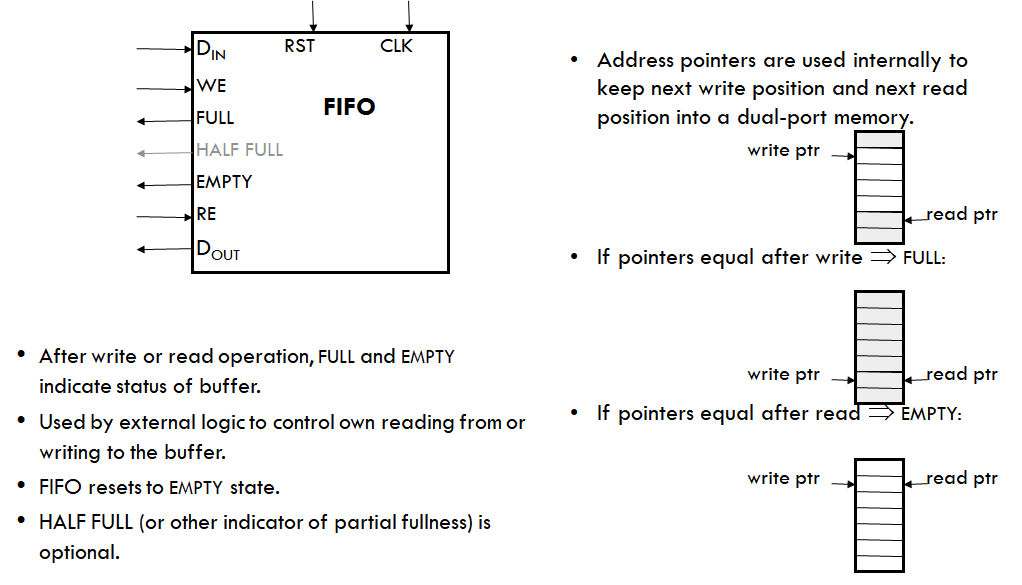 RST
CLK
D_IN
WE
FIFO
FULL
HALF FULL
EMPTY
RE
D_OUT
• After write or read operation, FULL and EMPTY
indicate status of buffer.
• Used by external logic to control own reading from or
writing to the buffer.
• FIFO resets to EMPTY state.
• HALF FULL (or other indicator of partial fullness) is
optional.
• Address pointers are used internally to
keep next write position and next read
position into a dual-port memory.
write ptr
read ptr
• If pointers equal after write ⇒ FULL:
write ptr
read ptr
• If pointers equal after read ⇒ EMPTY:
write ptr
read ptr